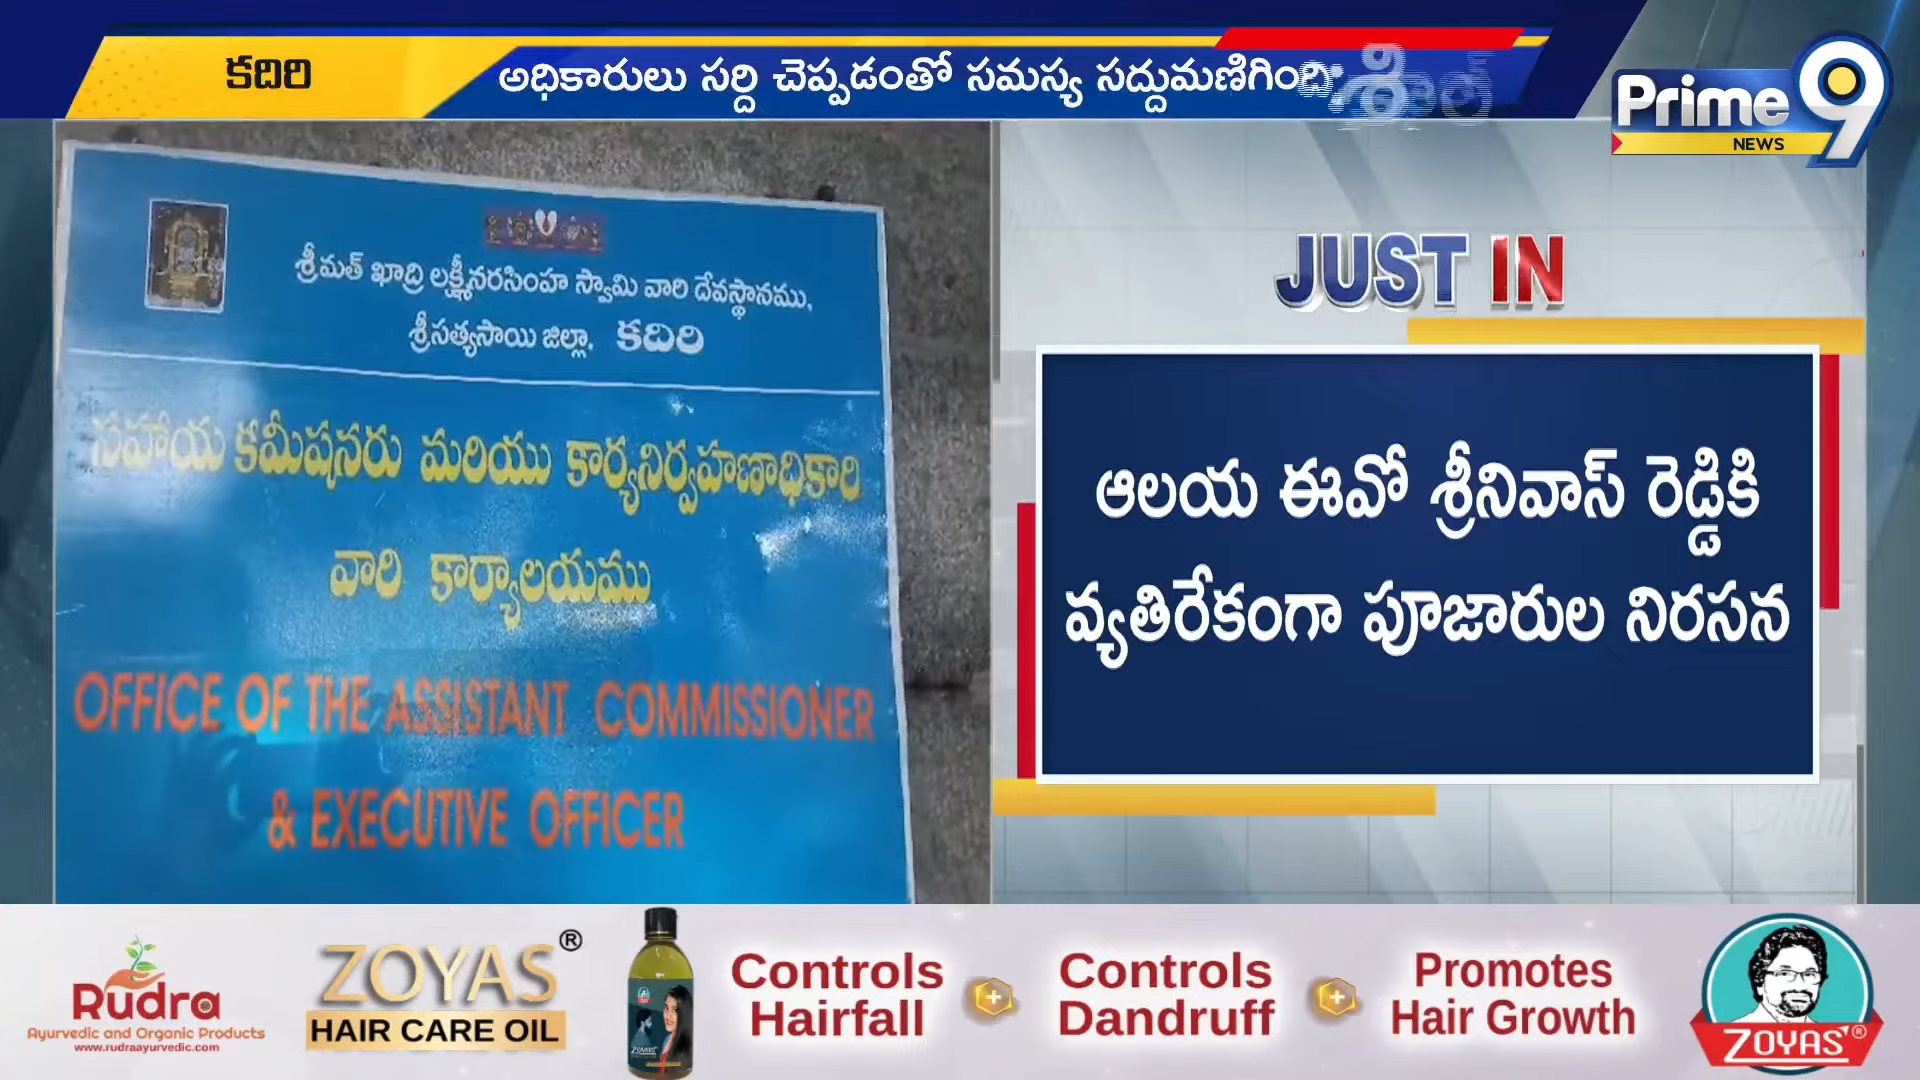 కదిరి
అధికారులు సర్ది చెప్పడంతో సమస్య సద్దుమణిగింది
Prime9
NEWS
శ్రీమత్ ఖాద్రి లక్ష్మీనరసింహ స్వామి వారి దేవస్థానము,
శ్రీసత్యసాయి జిల్లా. కదిరి
సహాయ కమీషనరు మరియు కార్యనిర్వహణాధికారి
వారి కార్యాలయము
OFFICE OF THE ASSISTANT COMMISSIONER
& EXECUTIVE OFFICER
JUST IN
ఆలయ ఈవో శ్రీనివాస్ రెడ్డికి
వ్యతిరేకంగా పూజారుల నిరసన
Rudra
Ayurvedic and Organic Products
www.rudraayurvedic.com
ZOYAS®
HAIR CARE OIL
Controls
Hairfall
Controls
Dandruff
Promotes
Hair Growth
ZOYAS®